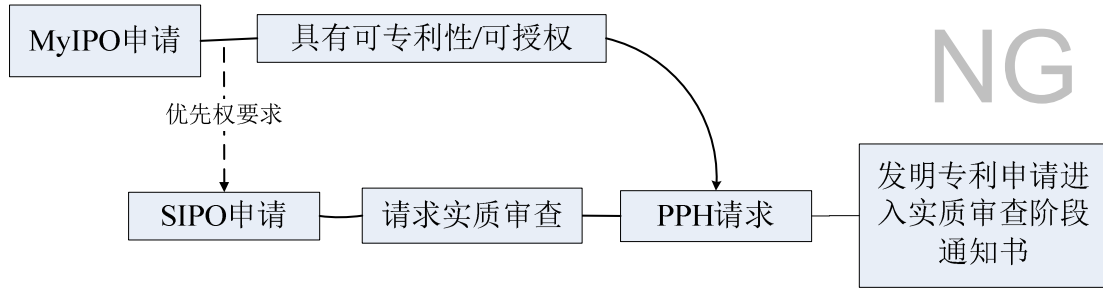 MyIPO申请
具有可专利性/可授权
NG
优先权要求
SIPO申请
请求实质审查
PPH请求
发明专利申请进
入实质审查阶段
通知书